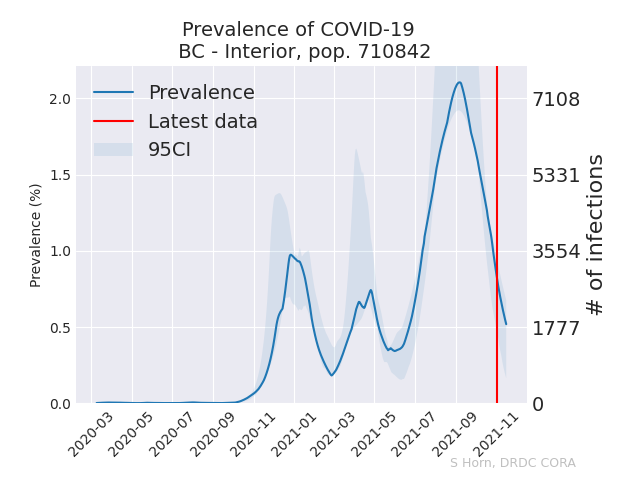 Prevalence of COVID-19
BC - Interior, pop. 710842
Prevalence
Latest data
95CI
Prevalence (%)
2.0
1.5
1.0
0.5
0.0
7108
5331
3554
1777
0
# of infections
2020-03
2020-05
2020-07
2020-09
2020-11
2021-01
2021-03
2021-05
2021-07
2021-09
2021-11
S Horn, DRDC CORA